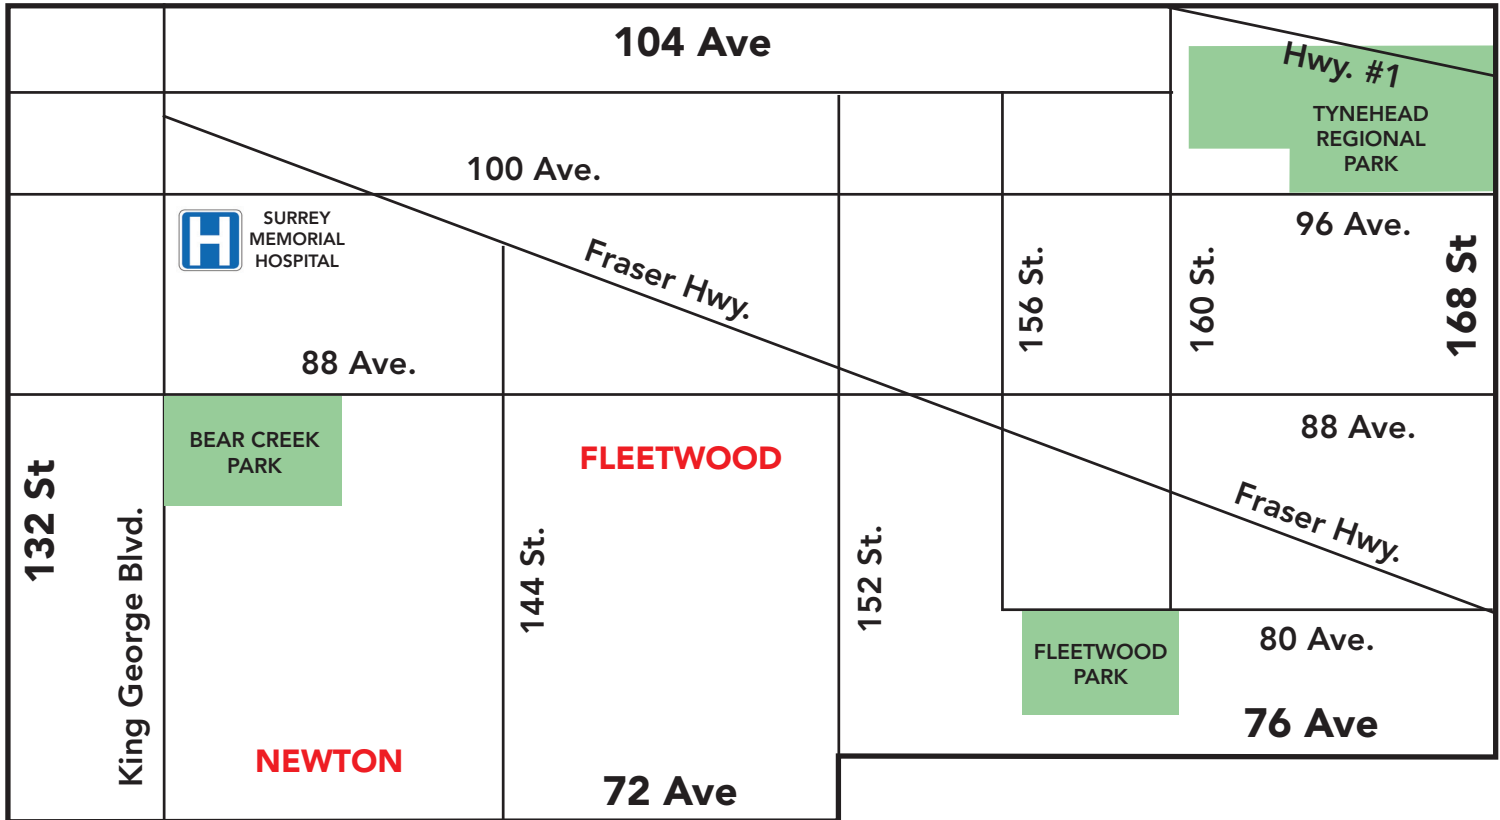 104 Ave
Hwy. #1
TYNEHEAD
REGIONAL
PARK
100 Ave.
H
SURREY
MEMORIAL
HOSPITAL
96 Ave.
Fraser Hwy.
156 St.
160 St.
168 St
88 Ave.
BEAR CREEK
PARK
FLEETWOOD
88 Ave.
132 St
King George Blvd.
144 St.
152 St.
Fraser Hwy.
FLEETWOOD
PARK
80 Ave.
76 Ave
NEWTON
72 Ave